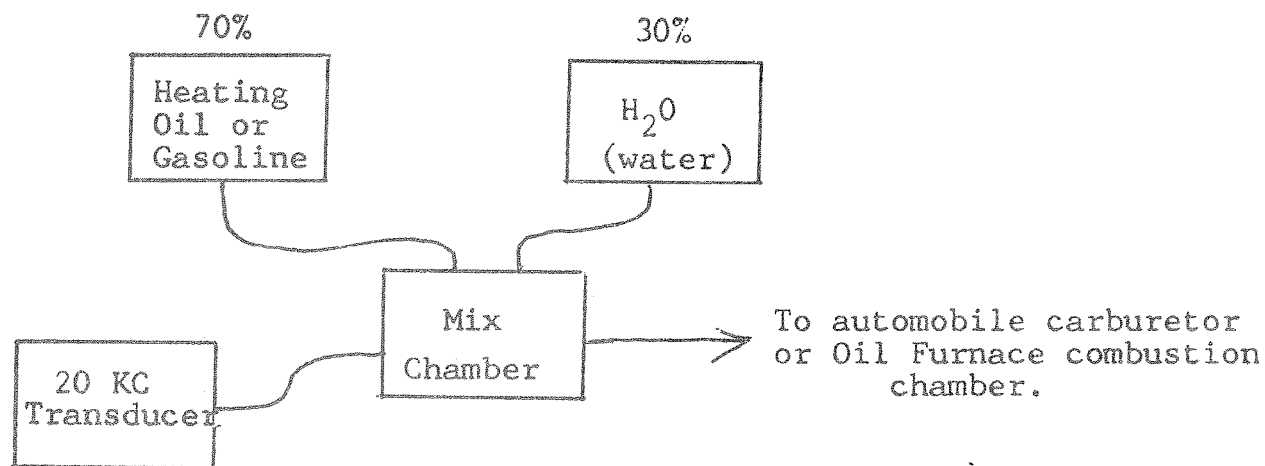 70%
30%
Heating
Oil or
Gasoline
H₂O
(water)
Mix
Chamber
20 KC
Transducer
To automobile carburetor
or Oil Furnace combustion
chamber.